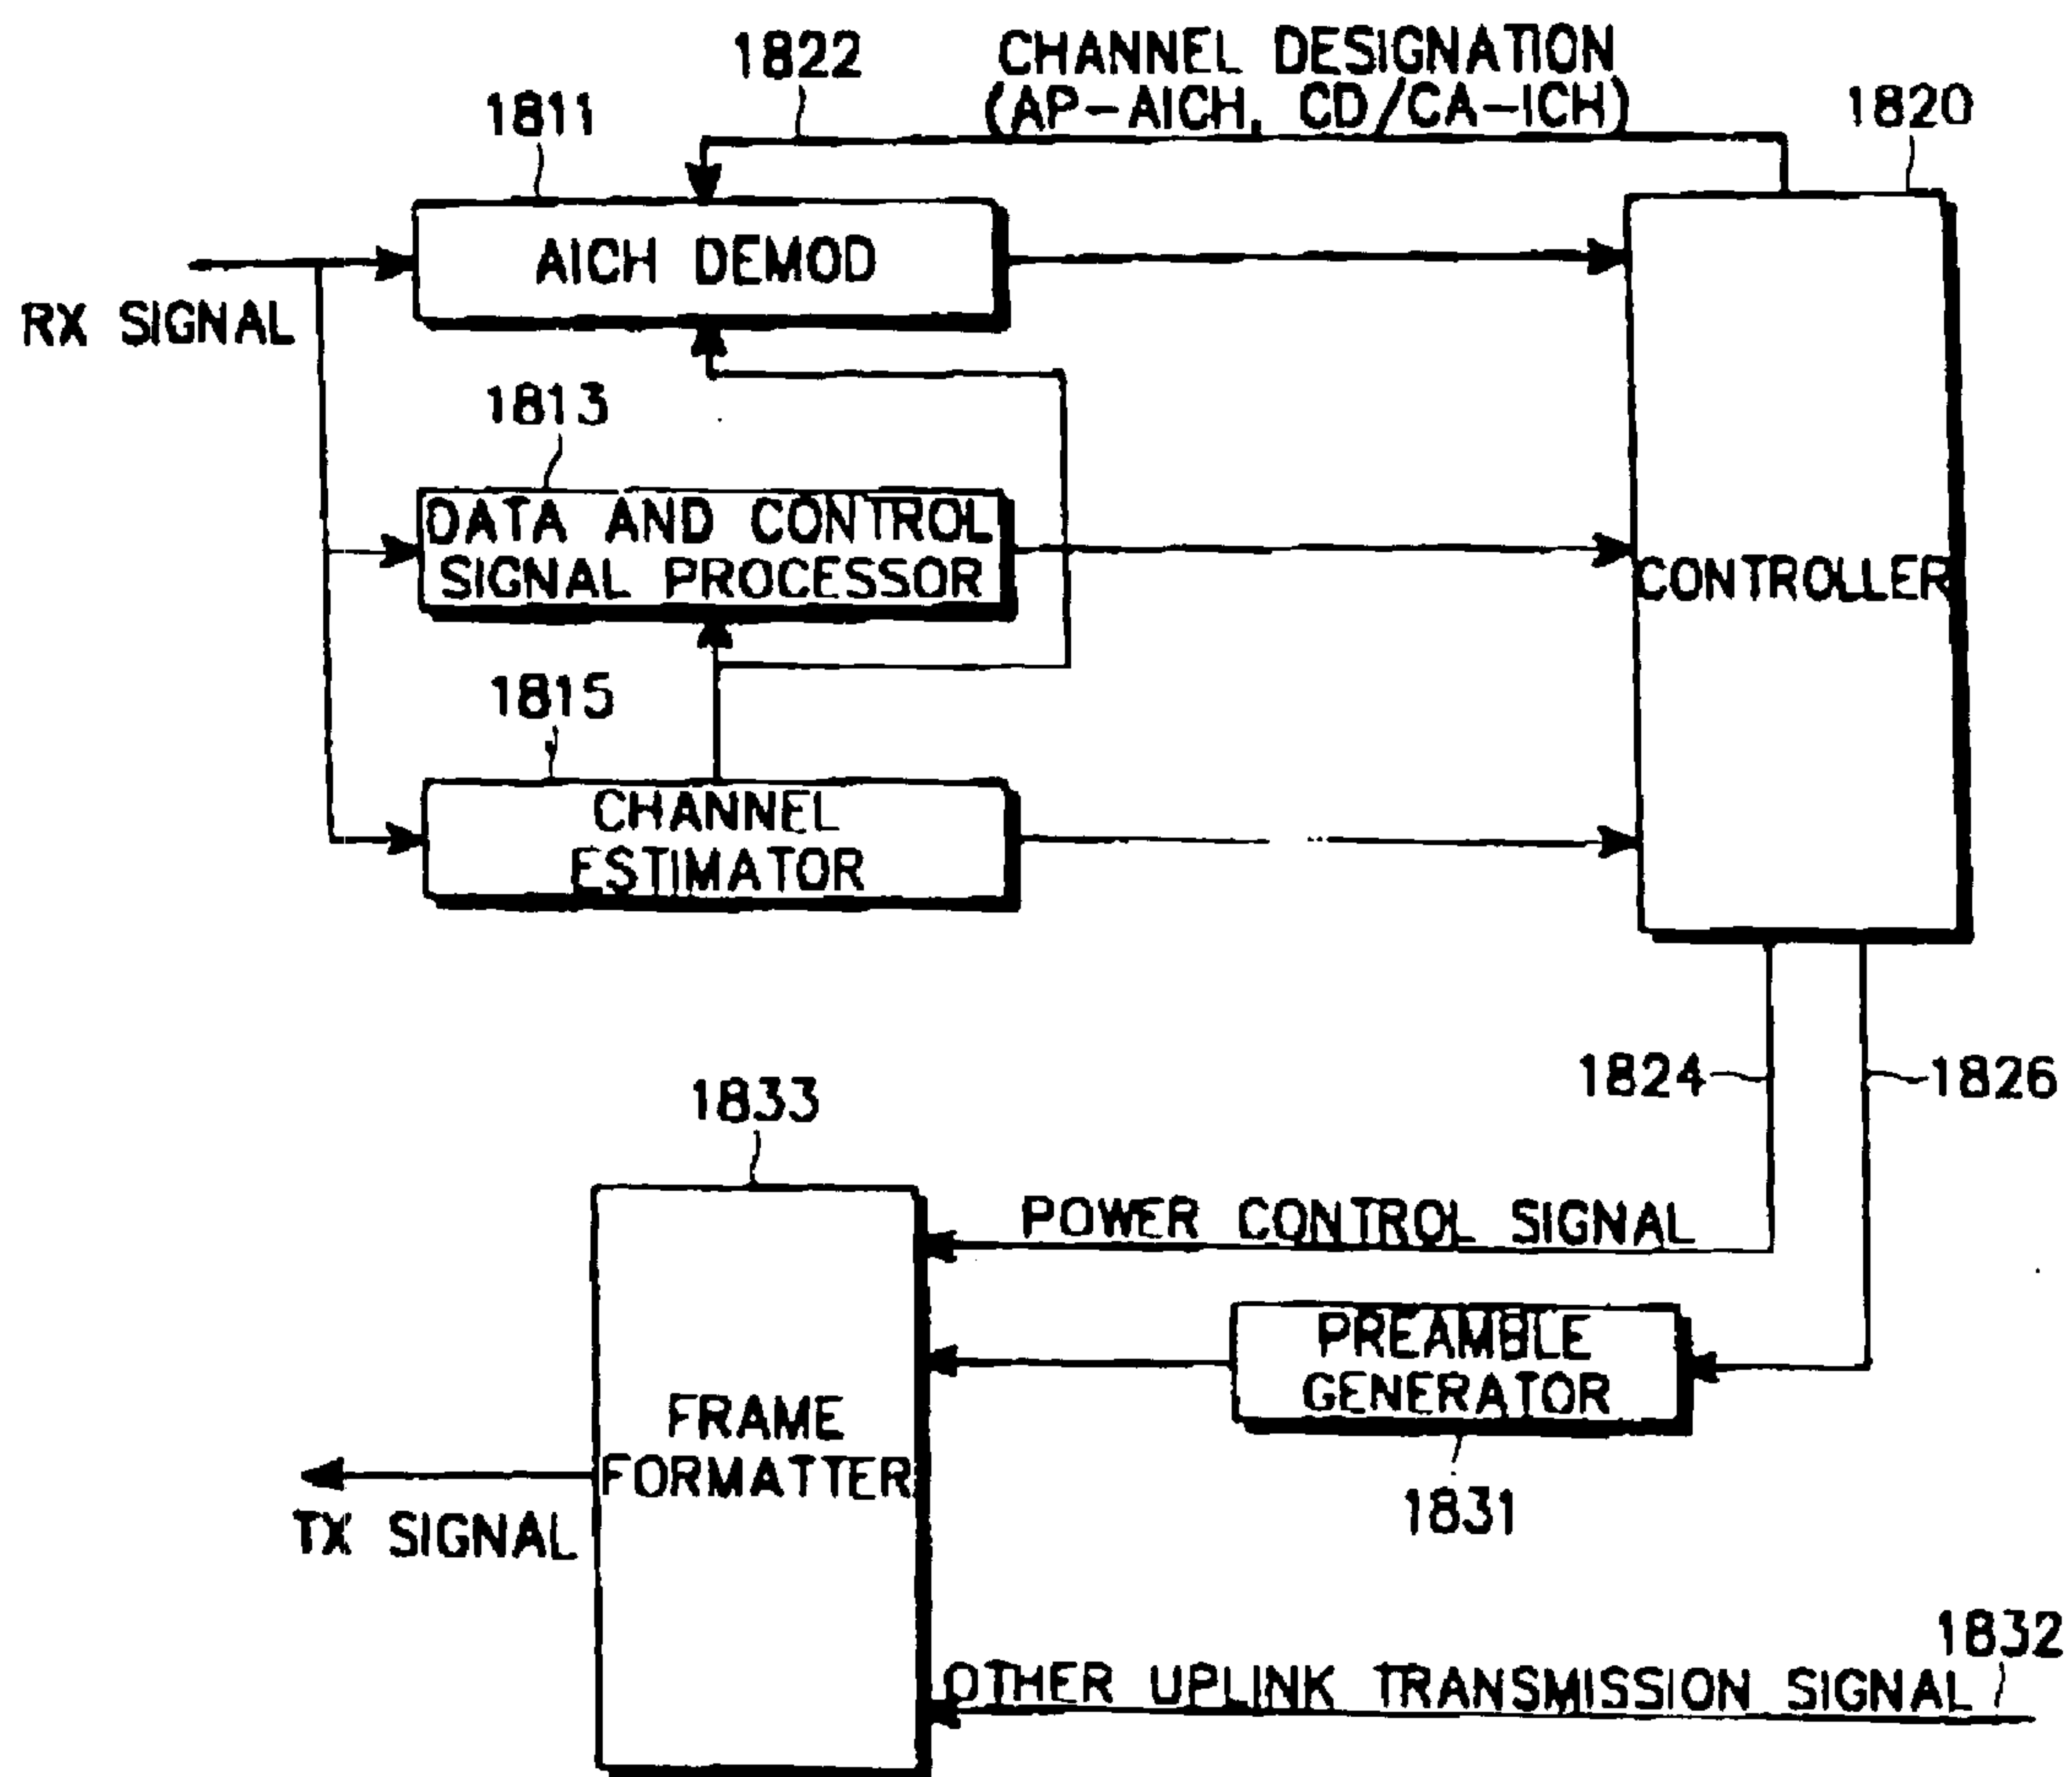 1822
CHANNEL DESIGNATION
(AP-AICH, CD/CA-ICH)
1811
1820
AICH DEMOD
RX SIGNAL
1813
DATA AND CONTROL
SIGNAL PROCESSOR
CONTROLLER
1815
CHANNEL
ESTIMATOR
1824
1826
1833
POWER CONTROL SIGNAL
PREAMBLE
GENERATOR
FRAME
FORMATTER
TX SIGNAL
1831
1832
OTHER UPLINK TRANSMISSION SIGNAL